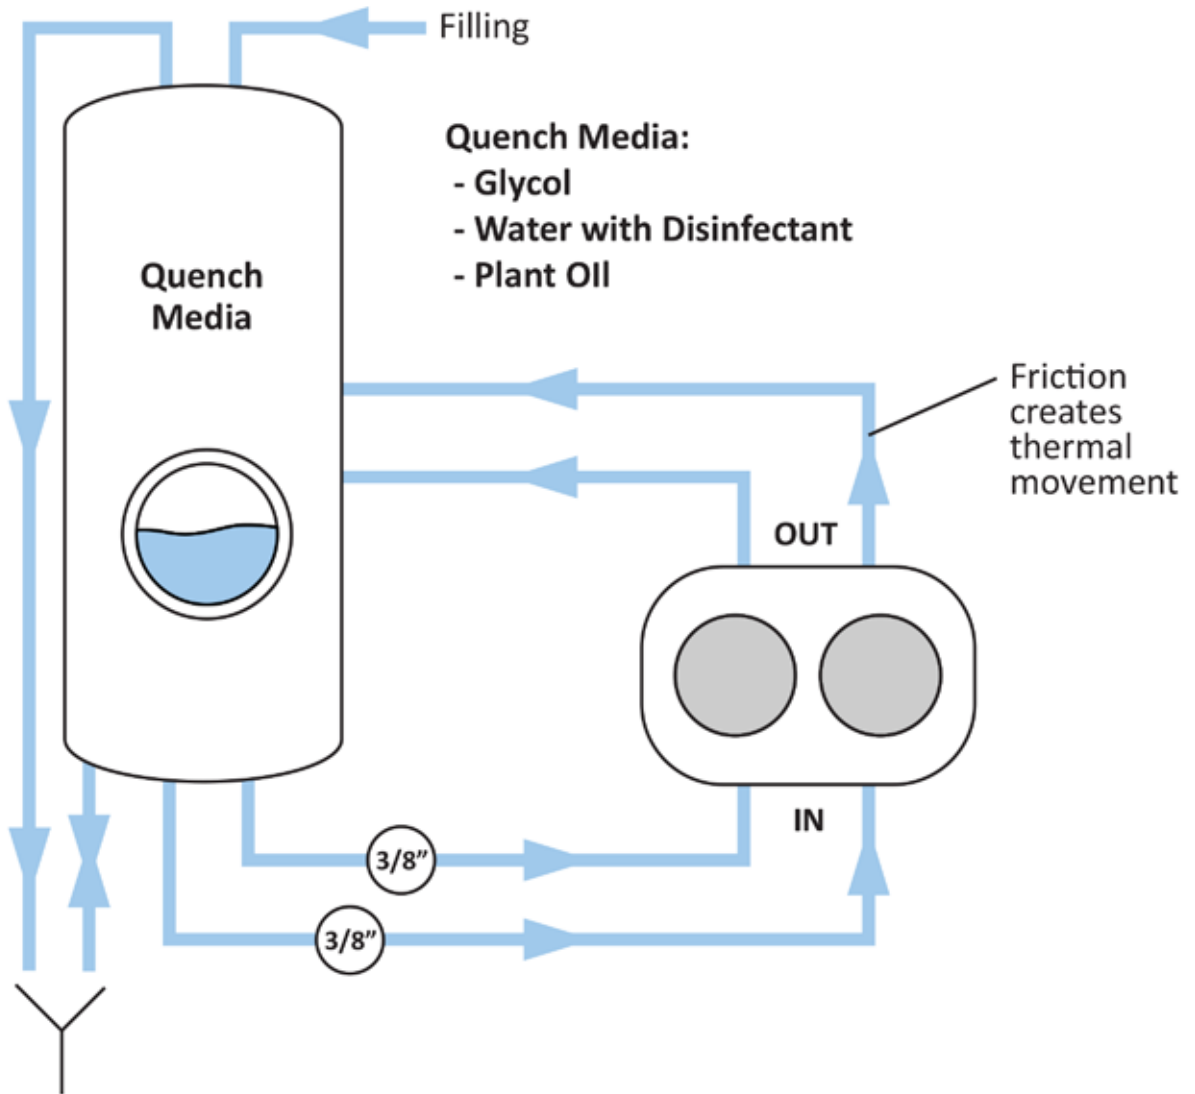 Filling
Quench Media:
- Glycol
- Water with Disinfectant
- Plant OIl
Quench
Media
Friction
creates
thermal
movement
OUT
IN
3/8”
3/8”